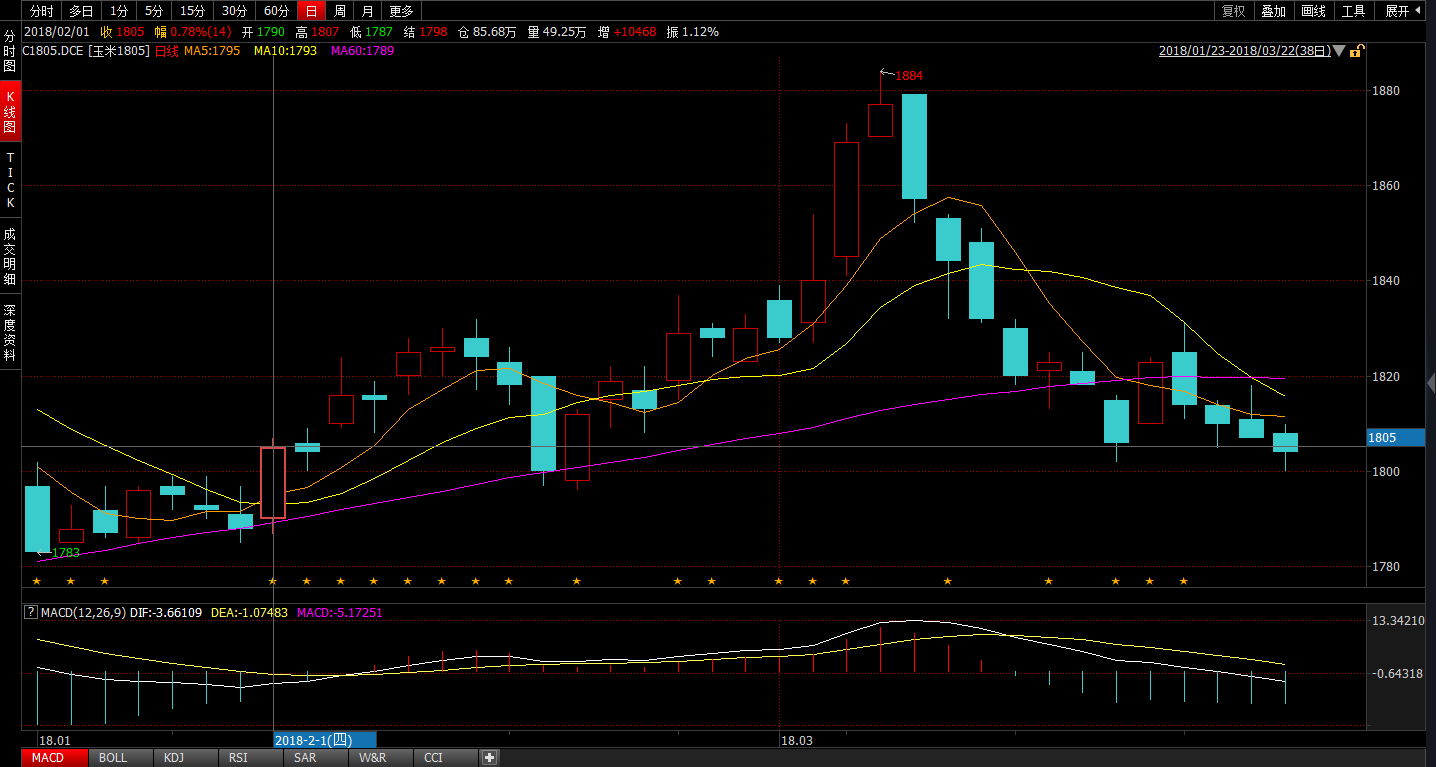 分时 多日 1分 5分 15分 30分 60分 日 周 月 更多 复权 叠加 画线 工具 展开
2018/02/01 收 1805 幅 0.78%(14) 开 1790 高 1807 低 1787 结 1798 仓 85.68万 量 49.25万 增 +10468 振 1.12%
C1805.DCE [玉米1805] 日线 MA5:1795 MA10:1793 MA60:1789 2018/01/23-2018/03/22(38日)
分时图
K线图
TICK
成交明细
深度资料
1884
1880
1860
1840
1820
1805
1800
1783
1780
? MACD(12,26,9) DIF:-3.66109 DEA:-1.07483 MACD:-5.17251
13.34210
-0.64318
18.01 2018-2-1(四) 18.03
MACD BOLL KDJ RSI SAR W&R CCI